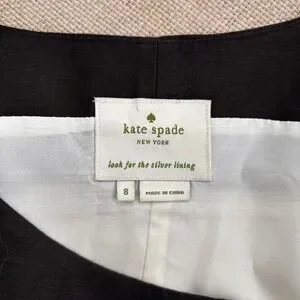 kate spade
NEW YORK
look for the silver lining
8
MADE IN CHINA